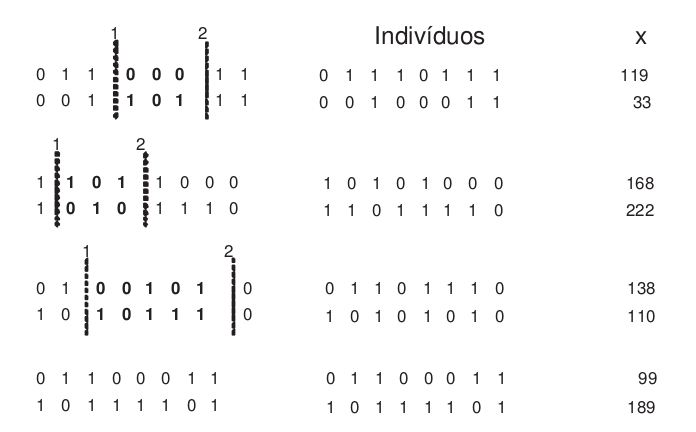 1 2 Indivíduos x
0 1 1 0 0 0 1 1 0 1 1 1 0 1 1 1 119
0 0 1 1 0 1 1 1 0 0 1 0 0 0 1 1 33
1 2
1 1 0 1 1 0 0 0 1 0 1 0 1 0 0 0 168
1 0 1 0 1 1 1 0 1 1 0 1 1 1 1 0 222
1 2
0 1 0 0 1 0 1 0 0 1 1 0 1 1 1 0 138
1 0 1 0 1 1 1 0 1 0 1 0 1 0 1 0 110
0 1 1 0 0 0 1 1 0 1 1 0 0 0 1 1 99
1 0 1 1 1 1 0 1 1 0 1 1 1 1 0 1 189